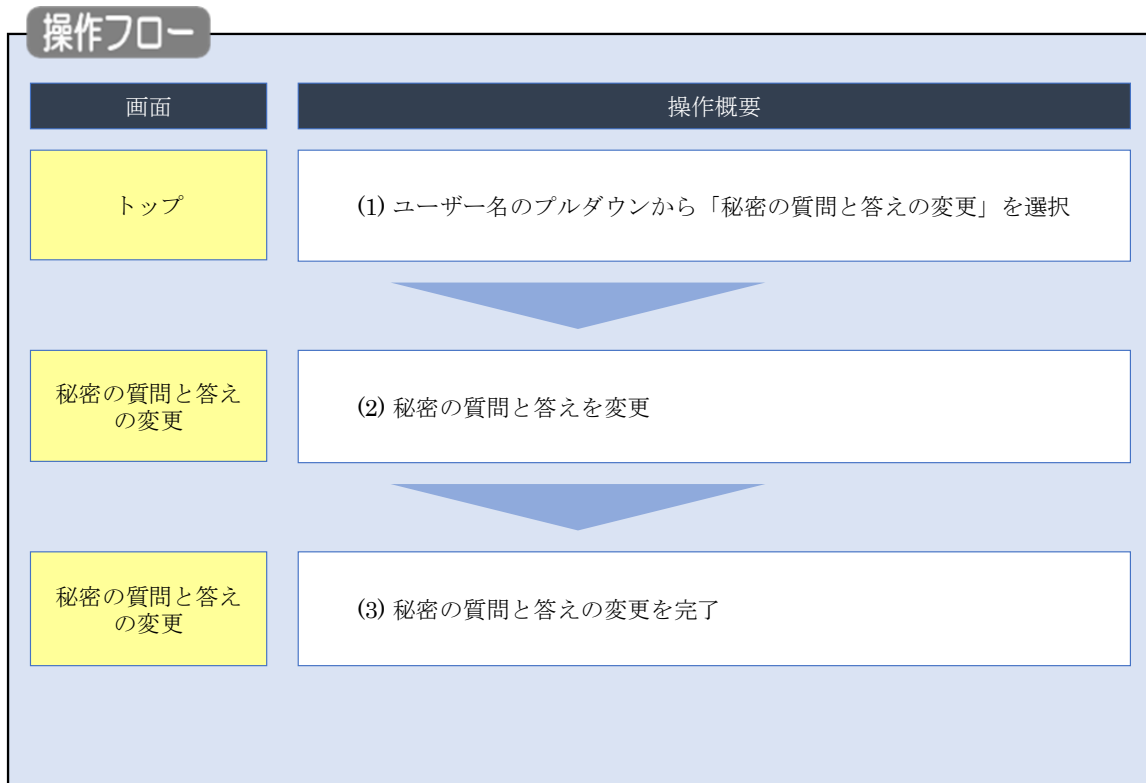 操作フロー
画面
操作概要
トップ
(1) ユーザー名のプルダウンから「秘密の質問と答えの変更」を選択
秘密の質問と答え
の変更
(2) 秘密の質問と答えを変更
秘密の質問と答え
の変更
(3) 秘密の質問と答えの変更を完了